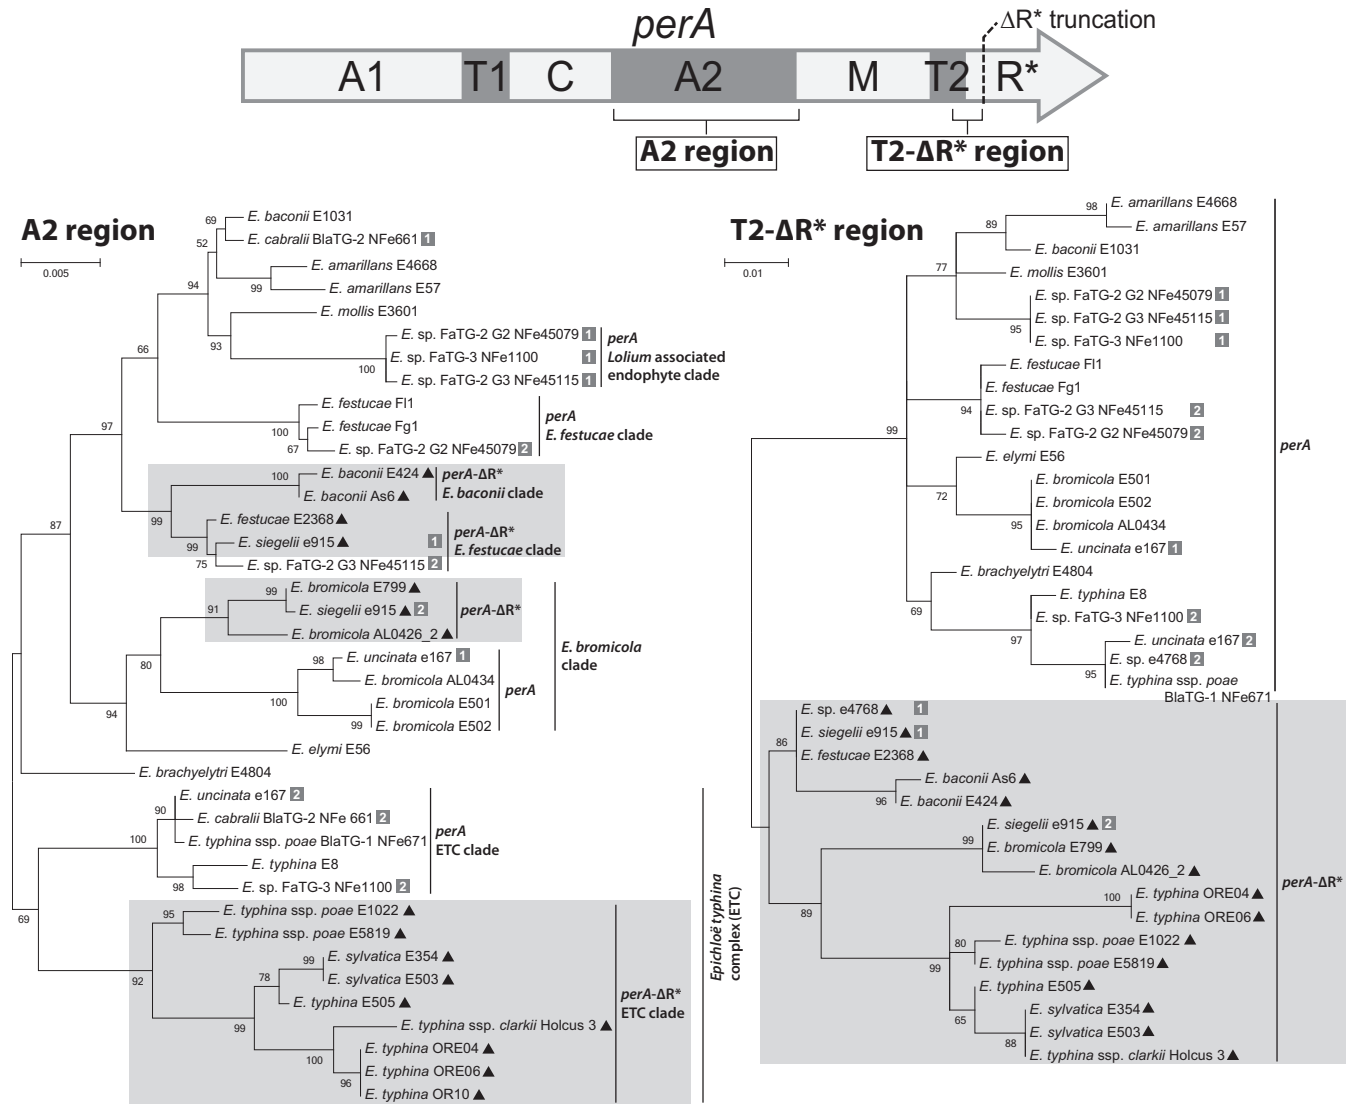 perA
ΔR* truncation
A1 T1 C A2 M T2 R*
A2 region
T2-ΔR* region
A2 region
0.005
69
E. baconii E1031
E. cabralii BlaTG-2 NFe661 1
52
E. amarillans E4668
94
99
E. amarillans E57
E. mollis E3601
93
E. sp. FaTG-2 G2 NFe45079 1
E. sp. FaTG-3 NFe1100 1
100
E. sp. FaTG-2 G3 NFe45115 1
perA
Lolium associated
endophyte clade
66
E. festucae Fl1
E. festucae Fg1
100
67
E. sp. FaTG-2 G2 NFe45079 2
perA
E. festucae clade
97
100
E. baconii E424 ▲
E. baconii As6 ▲
perA-ΔR*
E. baconii clade
99
E. festucae E2368 ▲
E. siegelii e915 ▲ 1
99
75
E. sp. FaTG-2 G3 NFe45115 2
perA-ΔR*
E. festucae clade
87
99
E. bromicola E799 ▲
91
E. siegelii e915 ▲ 2
E. bromicola AL0426_2 ▲
perA-ΔR*
80
98
E. uncinata e167 1
E. bromicola AL0434
100
E. bromicola E501
99
E. bromicola E502
perA
E. bromicola
clade
94
E. elymi E56
E. brachyelytri E4804
E. uncinata e167 2
90
E. cabralii BlaTG-2 NFe 661 2
100
E. typhina ssp. poae BlaTG-1 NFe671
E. typhina E8
98
E. sp. FaTG-3 NFe1100 2
perA
ETC clade
69
95
E. typhina ssp. poae E1022 ▲
E. typhina ssp. poae E5819 ▲
92
99
E. sylvatica E354 ▲
78
E. sylvatica E503 ▲
E. typhina E505 ▲
99
E. typhina ssp. clarkii Holcus 3 ▲
100
E. typhina ORE04 ▲
E. typhina ORE06 ▲
96
E. typhina OR10 ▲
perA-ΔR*
ETC clade
Epichloë typhina
complex (ETC)
T2-ΔR* region
0.01
98
E. amarillans E4668
89
E. amarillans E57
E. baconii E1031
77
E. mollis E3601
E. sp. FaTG-2 G2 NFe45079 1
E. sp. FaTG-2 G3 NFe45115 1
95
E. sp. FaTG-3 NFe1100 1
E. festucae Fl1
E. festucae Fg1
94
E. sp. FaTG-2 G3 NFe45115 2
99
E. sp. FaTG-2 G2 NFe45079 2
E. elymi E56
72
E. bromicola E501
E. bromicola E502
95
E. bromicola AL0434
E. uncinata e167 1
E. brachyelytri E4804
69
E. typhina E8
E. sp. FaTG-3 NFe1100 2
97
E. uncinata e167 2
E. sp. e4768 2
95
E. typhina ssp. poae
BlaTG-1 NFe671
perA
E. sp. e4768 ▲ 1
E. siegelii e915 ▲ 1
86
E. festucae E2368 ▲
E. baconii As6 ▲
96
E. baconii E424 ▲
E. siegelii e915 ▲ 2
99
E. bromicola E799 ▲
E. bromicola AL0426_2 ▲
89
100
E. typhina ORE04 ▲
E. typhina ORE06 ▲
80
E. typhina ssp. poae E1022 ▲
99
E. typhina ssp. poae E5819 ▲
E. typhina E505 ▲
65
E. sylvatica E354 ▲
E. sylvatica E503 ▲
88
E. typhina ssp. clarkii Holcus 3 ▲
perA-ΔR*